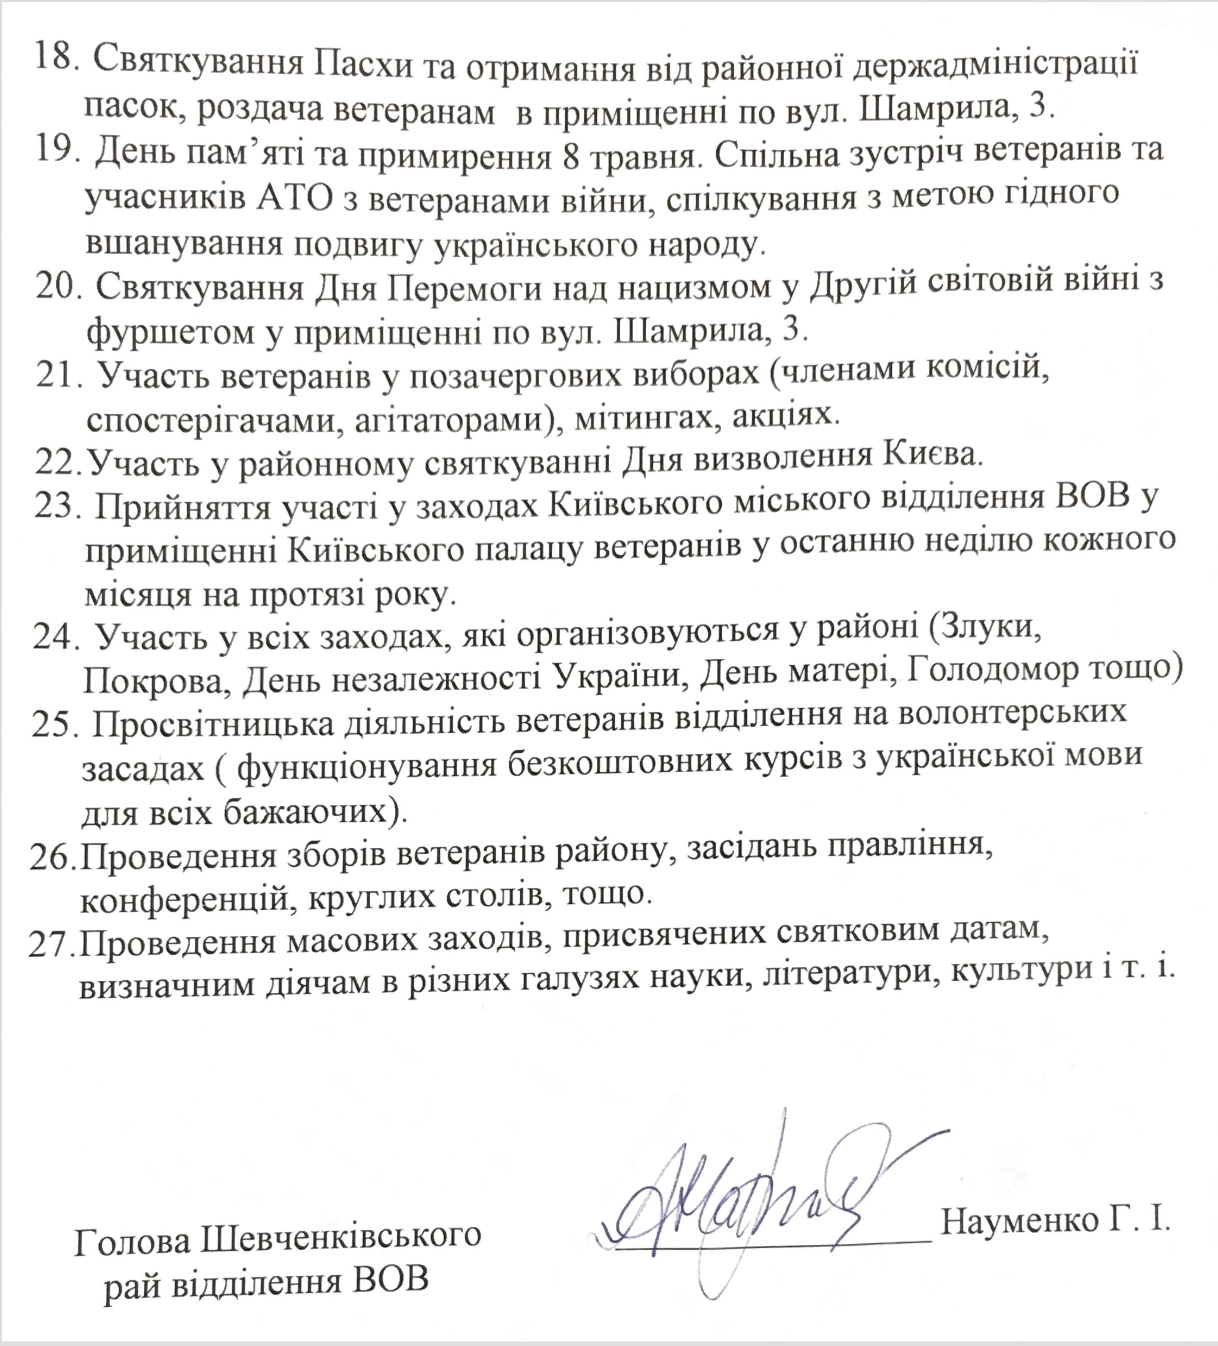 18. Святкування Пасхи та отримання від районної держадміністрації
пасок, роздача ветеранам в приміщенні по вул. Шамрила, 3.
19. День пам’яті та примирення 8 травня. Спільна зустріч ветеранів та
учасників АТО з ветеранами війни, спілкування з метою гідного
вшанування подвигу українського народу.
20. Святкування Дня Перемоги над нацизмом у Другій світовій війні з
фуршетом у приміщенні по вул. Шамрила, 3.
21. Участь ветеранів у позачергових виборах (членами комісій,
спостерігачами, агітаторами), мітингах, акціях.
22.Участь у районному святкуванні Дня визволення Києва.
23. Прийняття участі у заходах Київського міського відділення ВОВ у
приміщенні Київського палацу ветеранів у останню неділю кожного
місяця на протязі року.
24. Участь у всіх заходах, які організовуються у районі (Злуки,
Покрова, День незалежності України, День матері, Голодомор тощо)
25. Просвітницька діяльність ветеранів відділення на волонтерських
засадах ( функціонування безкоштовних курсів з української мови
для всіх бажаючих).
26.Проведення зборів ветеранів району, засідань правління,
конференцій, круглих столів, тощо.
27.Проведення масових заходів, присвячених святковим датам,
визначним діячам в різних галузях науки, літератури, культури і т. і.
Голова Шевченківського
рай відділення ВОВ
Науменко Г. І.